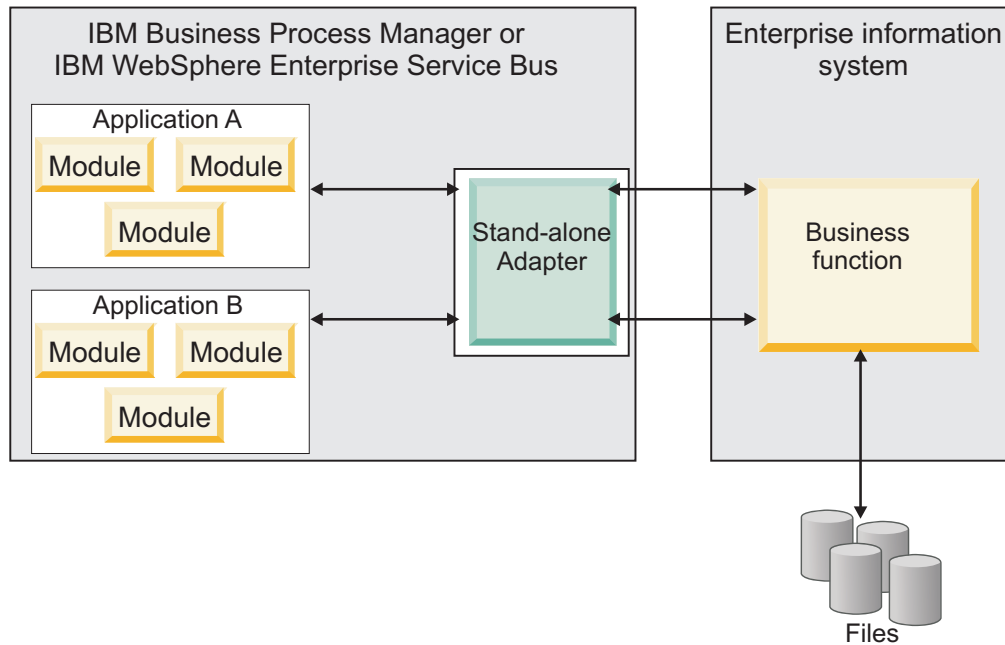 IBM Business Process Manager or
IBM WebSphere Enterprise Service Bus
Application A
Module
Module
Module
Application B
Module
Module
Module
Stand-alone
Adapter
Enterprise information
system
Business
function
Files